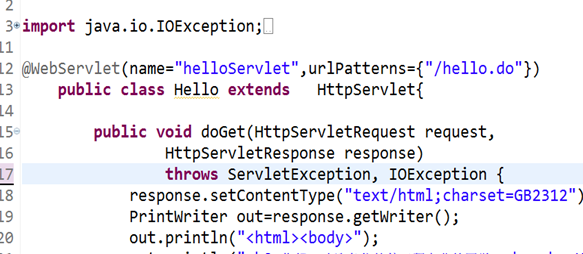 2
3 import java.io.IOException;
11
12 @WebServlet(name="helloServlet",urlPatterns={"/hello.do"})
13 public class Hello extends HttpServlet{
14
15 public void doGet(HttpServletRequest request,
16 HttpServletResponse response)
17 throws ServletException, IOException {
18 response.setContentType("text/html;charset=GB2312")
19 PrintWriter out=response.getWriter();
20 out.println("<html><body>");